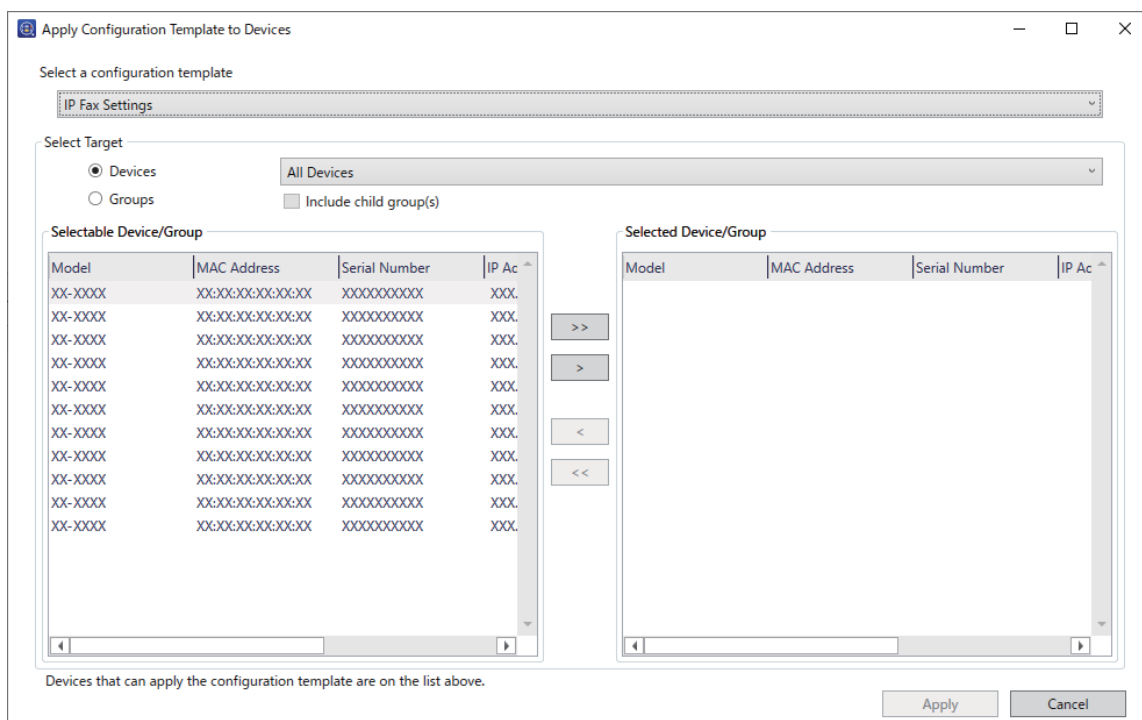 Apply Configuration Template to Devices
Select a configuration template
IP Fax Settings
Select Target
Devices
All Devices
Groups
Include child group(s)
Selectable Device/Group
Model MAC Address Serial Number IP Ac
XX-XXXX XX:XX:XX:XX:XX:XX XXXXXXXXXX XXX.
XX-XXXX XX:XX:XX:XX:XX:XX XXXXXXXXXX XXX.
XX-XXXX XX:XX:XX:XX:XX:XX XXXXXXXXXX XXX.
XX-XXXX XX:XX:XX:XX:XX:XX XXXXXXXXXX XXX.
XX-XXXX XX:XX:XX:XX:XX:XX XXXXXXXXXX XXX.
XX-XXXX XX:XX:XX:XX:XX:XX XXXXXXXXXX XXX.
XX-XXXX XX:XX:XX:XX:XX:XX XXXXXXXXXX XXX.
XX-XXXX XX:XX:XX:XX:XX:XX XXXXXXXXXX XXX.
XX-XXXX XX:XX:XX:XX:XX:XX XXXXXXXXXX XXX.
XX-XXXX XX:XX:XX:XX:XX:XX XXXXXXXXXX XXX.
XX-XXXX XX:XX:XX:XX:XX:XX XXXXXXXXXX XXX.
>>
>
<
<<
Selected Device/Group
Model MAC Address Serial Number IP Ac
Devices that can apply the configuration template are on the list above.
Apply
Cancel